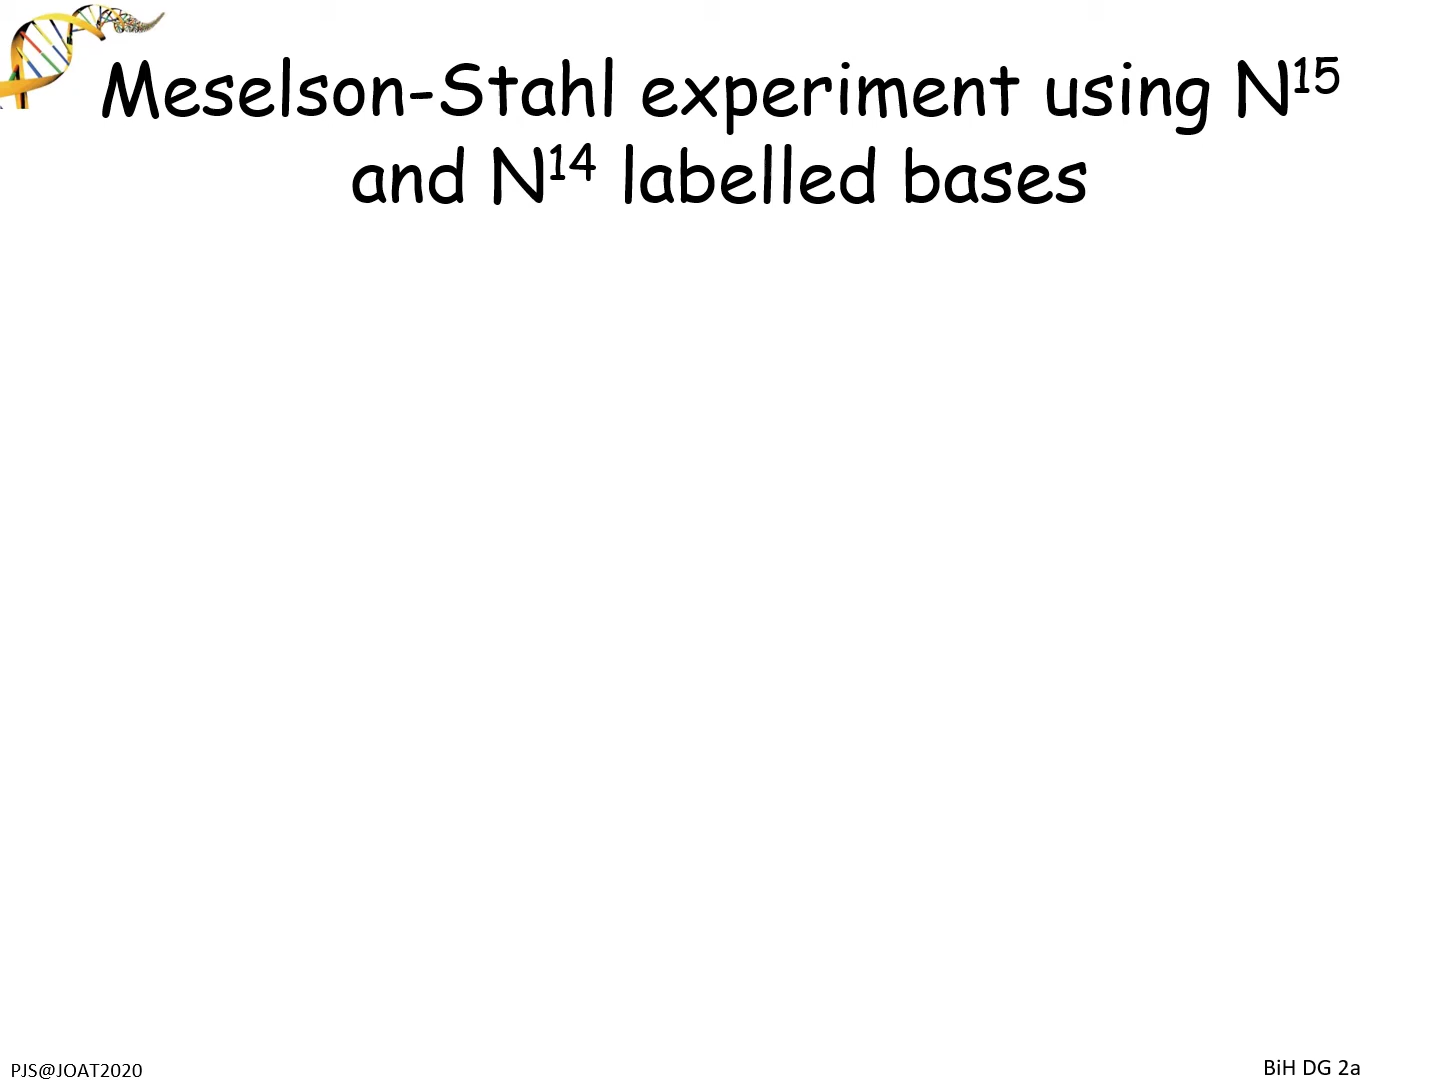 Meselson-Stahl experiment using N¹⁵
and N¹⁴ labelled bases
PJS@JOAT2020
BiH DG 2a